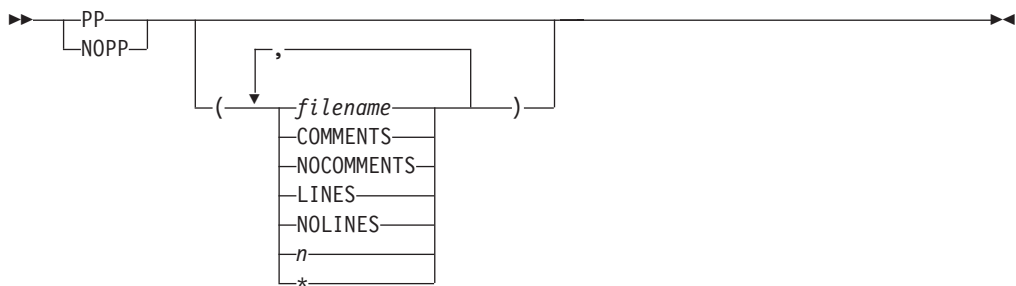 PP
NOPP
,
( filename )
COMMENTS
NOCOMMENTS
LINES
NOLINES
n
*